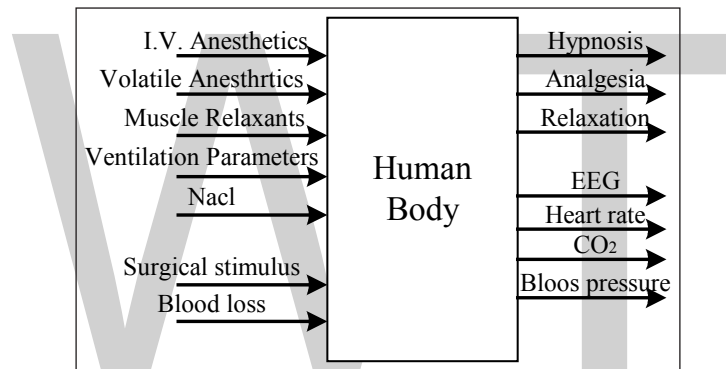 I.V. Anesthetics
Volatile Anesthrtics
Muscle Relaxants
Ventilation Parameters
Nacl
Surgical stimulus
Blood loss
Human
Body
Hypnosis
Analgesia
Relaxation
EEG
Heart rate
CO2
Bloos pressure